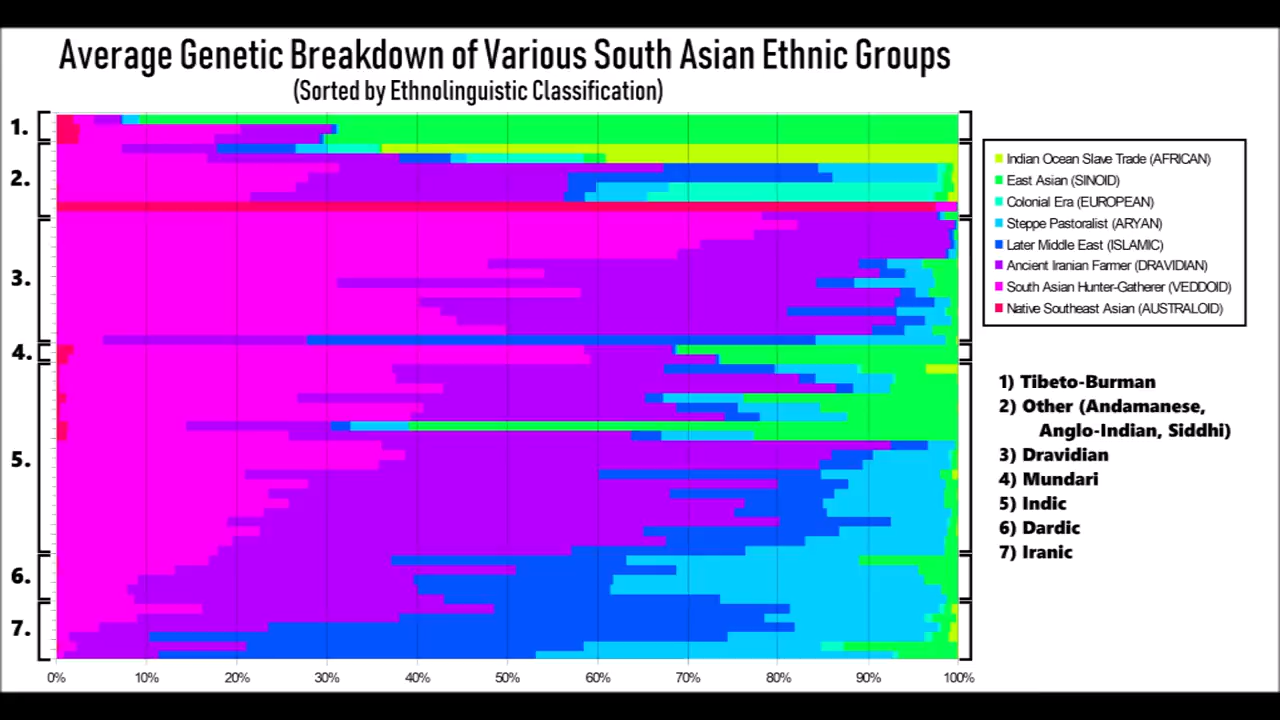 Average Genetic Breakdown of Various South Asian Ethnic Groups
(Sorted by Ethnolinguistic Classification)
1.
2.
3.
4.
5.
6.
7.
0% 10% 20% 30% 40% 50% 60% 70% 80% 90% 100%
Indian Ocean Slave Trade (AFRICAN)
East Asian (SINOID)
Colonial Era (EUROPEAN)
Steppe Pastoralist (ARYAN)
Later Middle East (ISLAMIC)
Ancient Iranian Farmer (DRAVIDIAN)
South Asian Hunter-Gatherer (VEDDOID)
Native Southeast Asian (AUSTRALOID)
1) Tibeto-Burman
2) Other (Andamanese,
Anglo-Indian, Siddhi)
3) Dravidian
4) Mundari
5) Indic
6) Dardic
7) Iranic